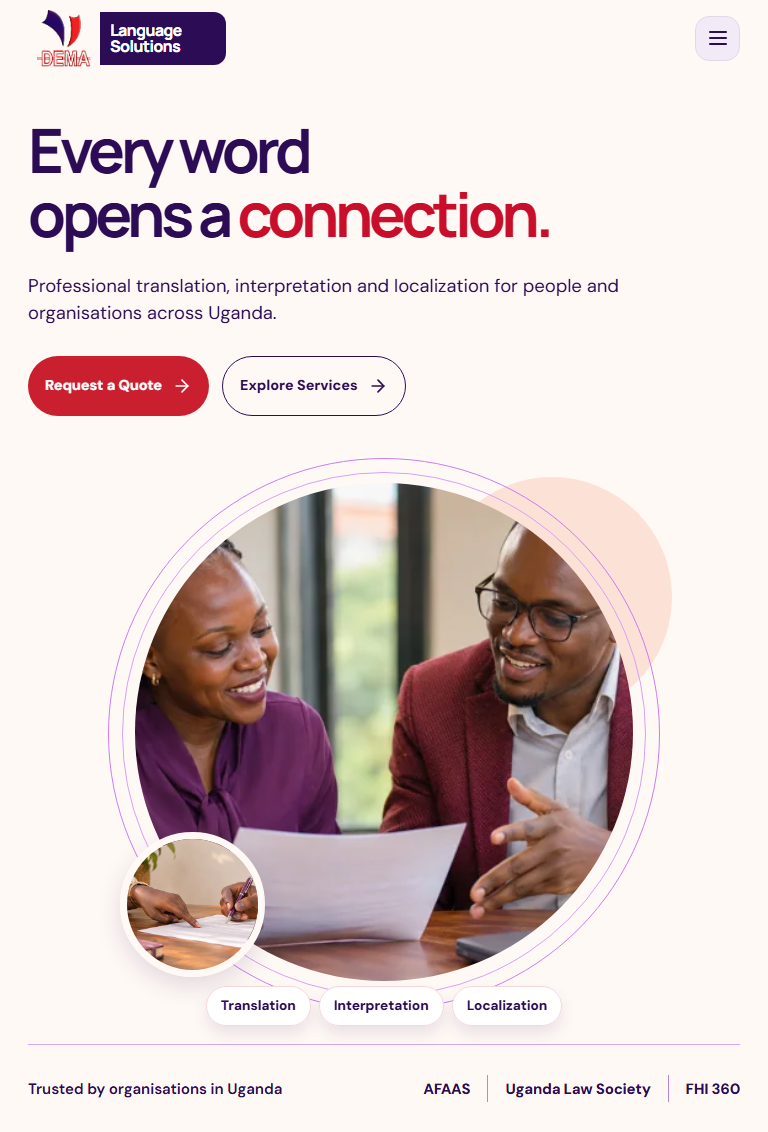 DEMA
Language
Solutions
Every word
opens a connection.
Professional translation, interpretation and localization for people and
organisations across Uganda.
Request a Quote
Explore Services
Translation
Interpretation
Localization
Trusted by organisations in Uganda
AFAAS
Uganda Law Society
FHI 360